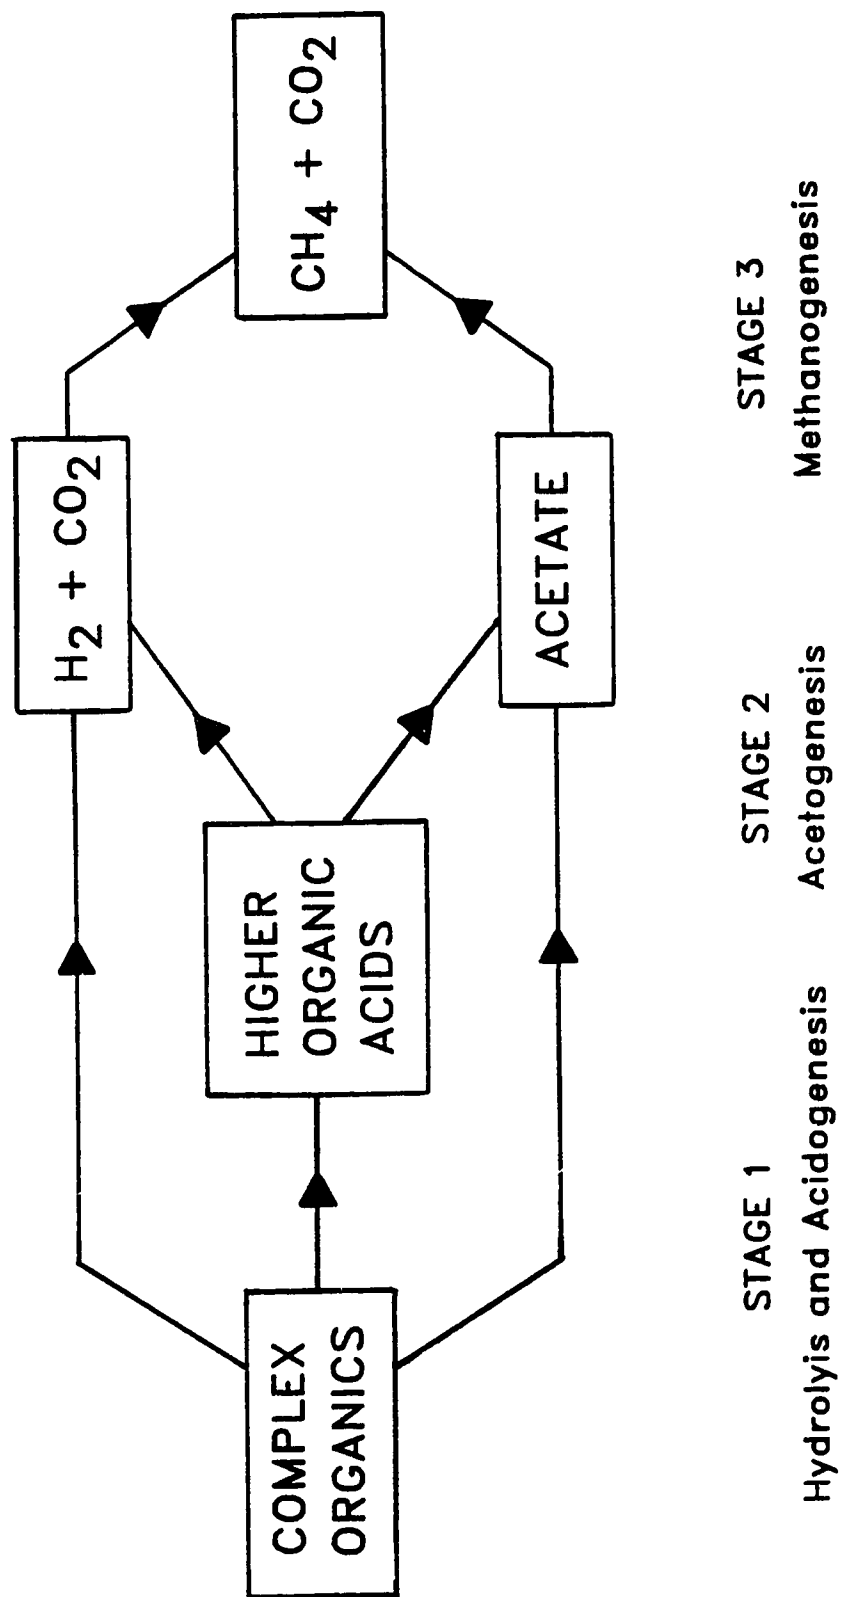 COMPLEX
ORGANICS
HIGHER
ORGANIC
ACIDS
H2 + CO2
ACETATE
CH4 + CO2
STAGE 1
Hydrolyis and Acidogenesis
STAGE 2
Acetogenesis
STAGE 3
Methanogenesis